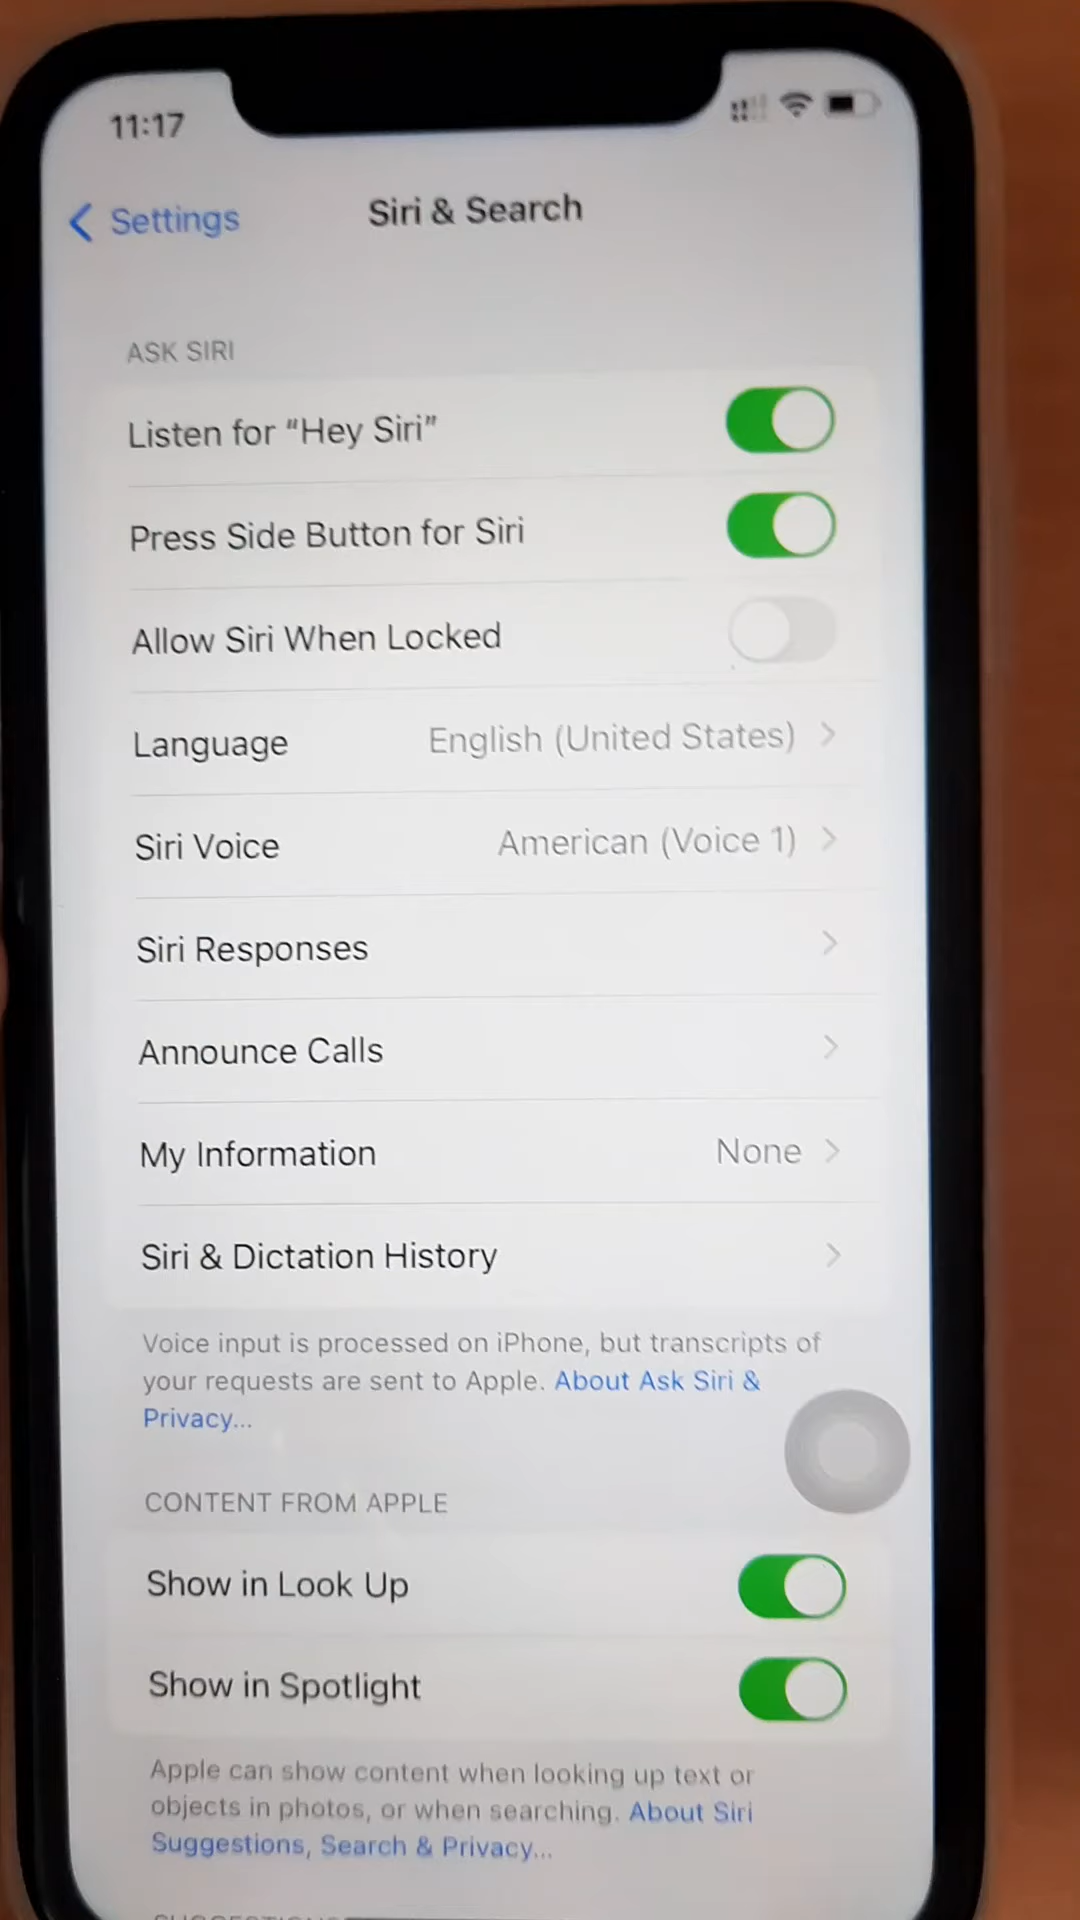 11:17
Settings
Siri & Search
ASK SIRI
Listen for “Hey Siri”
Press Side Button for Siri
Allow Siri When Locked
Language English (United States)
Siri Voice American (Voice 1)
Siri Responses
Announce Calls
My Information None
Siri & Dictation History
Voice input is processed on iPhone, but transcripts of
your requests are sent to Apple. About Ask Siri &
Privacy...
CONTENT FROM APPLE
Show in Look Up
Show in Spotlight
Apple can show content when looking up text or
objects in photos, or when searching. About Siri
Suggestions, Search & Privacy...